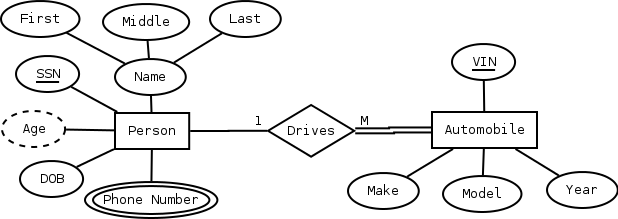 First
Middle
Last
SSN
Name
VIN
Age
Person
1
Drives
M
Automobile
DOB
Phone Number
Make
Model
Year